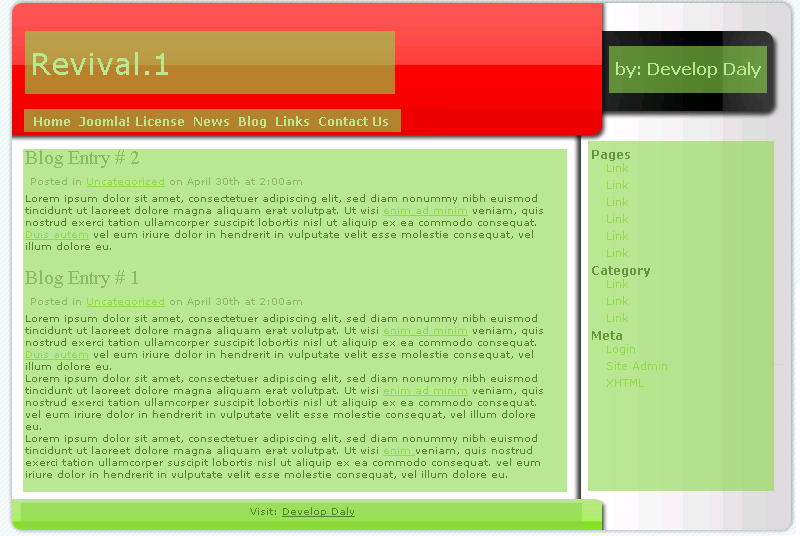 Revival.1
by: Develop Daly
Home Joomla! License News Blog Links Contact Us
Blog Entry # 2
Posted in Uncategorized on April 30th at 2:00am
Lorem ipsum dolor sit amet, consectetuer adipiscing elit, sed diam nonummy nibh euismod
tincidunt ut laoreet dolore magna aliquam erat volutpat. Ut wisi enim ad minim veniam, quis
nostrud exerci tation ullamcorper suscipit lobortis nisl ut aliquip ex ea commodo consequat.
Duis autem vel eum iriure dolor in hendrerit in vulputate velit esse molestie consequat, vel
illum dolore eu.
Blog Entry # 1
Posted in Uncategorized on April 30th at 2:00am
Lorem ipsum dolor sit amet, consectetuer adipiscing elit, sed diam nonummy nibh euismod
tincidunt ut laoreet dolore magna aliquam erat volutpat. Ut wisi enim ad minim veniam, quis
nostrud exerci tation ullamcorper suscipit lobortis nisl ut aliquip ex ea commodo consequat.
Duis autem vel eum iriure dolor in hendrerit in vulputate velit esse molestie consequat, vel
illum dolore eu.
Lorem ipsum dolor sit amet, consectetuer adipiscing elit, sed diam nonummy nibh euismod
tincidunt ut laoreet dolore magna aliquam erat volutpat. Ut wisi enim ad minim veniam, quis
nostrud exerci tation ullamcorper suscipit lobortis nisl ut aliquip ex ea commodo consequat.
vel eum iriure dolor in hendrerit in vulputate velit esse molestie consequat, vel illum dolore
eu.
Lorem ipsum dolor sit amet, consectetuer adipiscing elit, sed diam nonummy nibh euismod
tincidunt ut laoreet dolore magna aliquam erat volutpat. Ut wisi enim veniam, quis nostrud
exerci tation ullamcorper suscipit lobortis nisl ut aliquip ex ea commodo consequat. vel eum
iriure dolor in hendrerit in vulputate velit esse molestie consequat, vel illum dolore eu.
Pages
Link
Link
Link
Link
Link
Link
Category
Link
Link
Link
Meta
Login
Site Admin
XHTML
Visit: Develop Daly